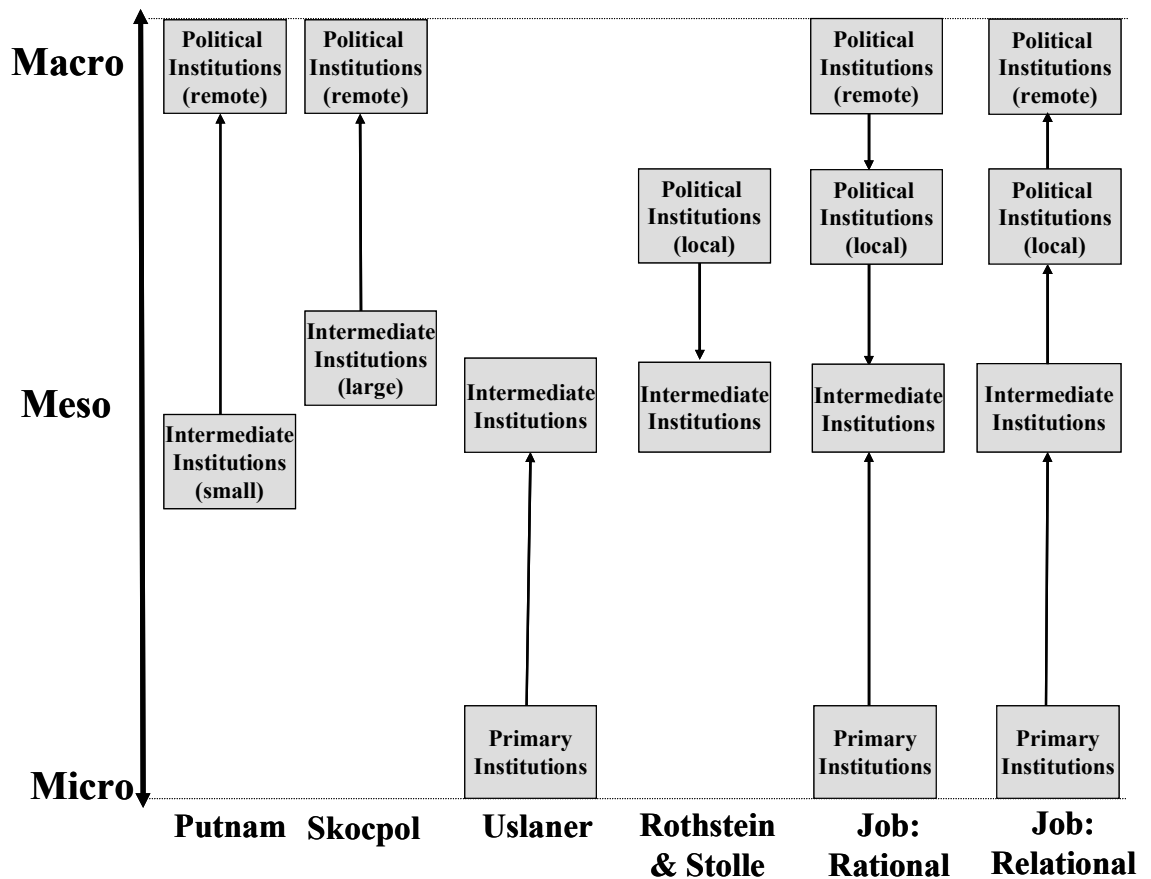 Macro
Meso
Micro
Political
Institutions
(remote)
Intermediate
Institutions
(small)
Putnam
Political
Institutions
(remote)
Intermediate
Institutions
(large)
Skocpol
Intermediate
Institutions
Primary
Institutions
Uslaner
Political
Institutions
(local)
Intermediate
Institutions
Rothstein
& Stolle
Political
Institutions
(remote)
Political
Institutions
(local)
Intermediate
Institutions
Primary
Institutions
Job:
Rational
Political
Institutions
(remote)
Political
Institutions
(local)
Intermediate
Institutions
Primary
Institutions
Job:
Relational